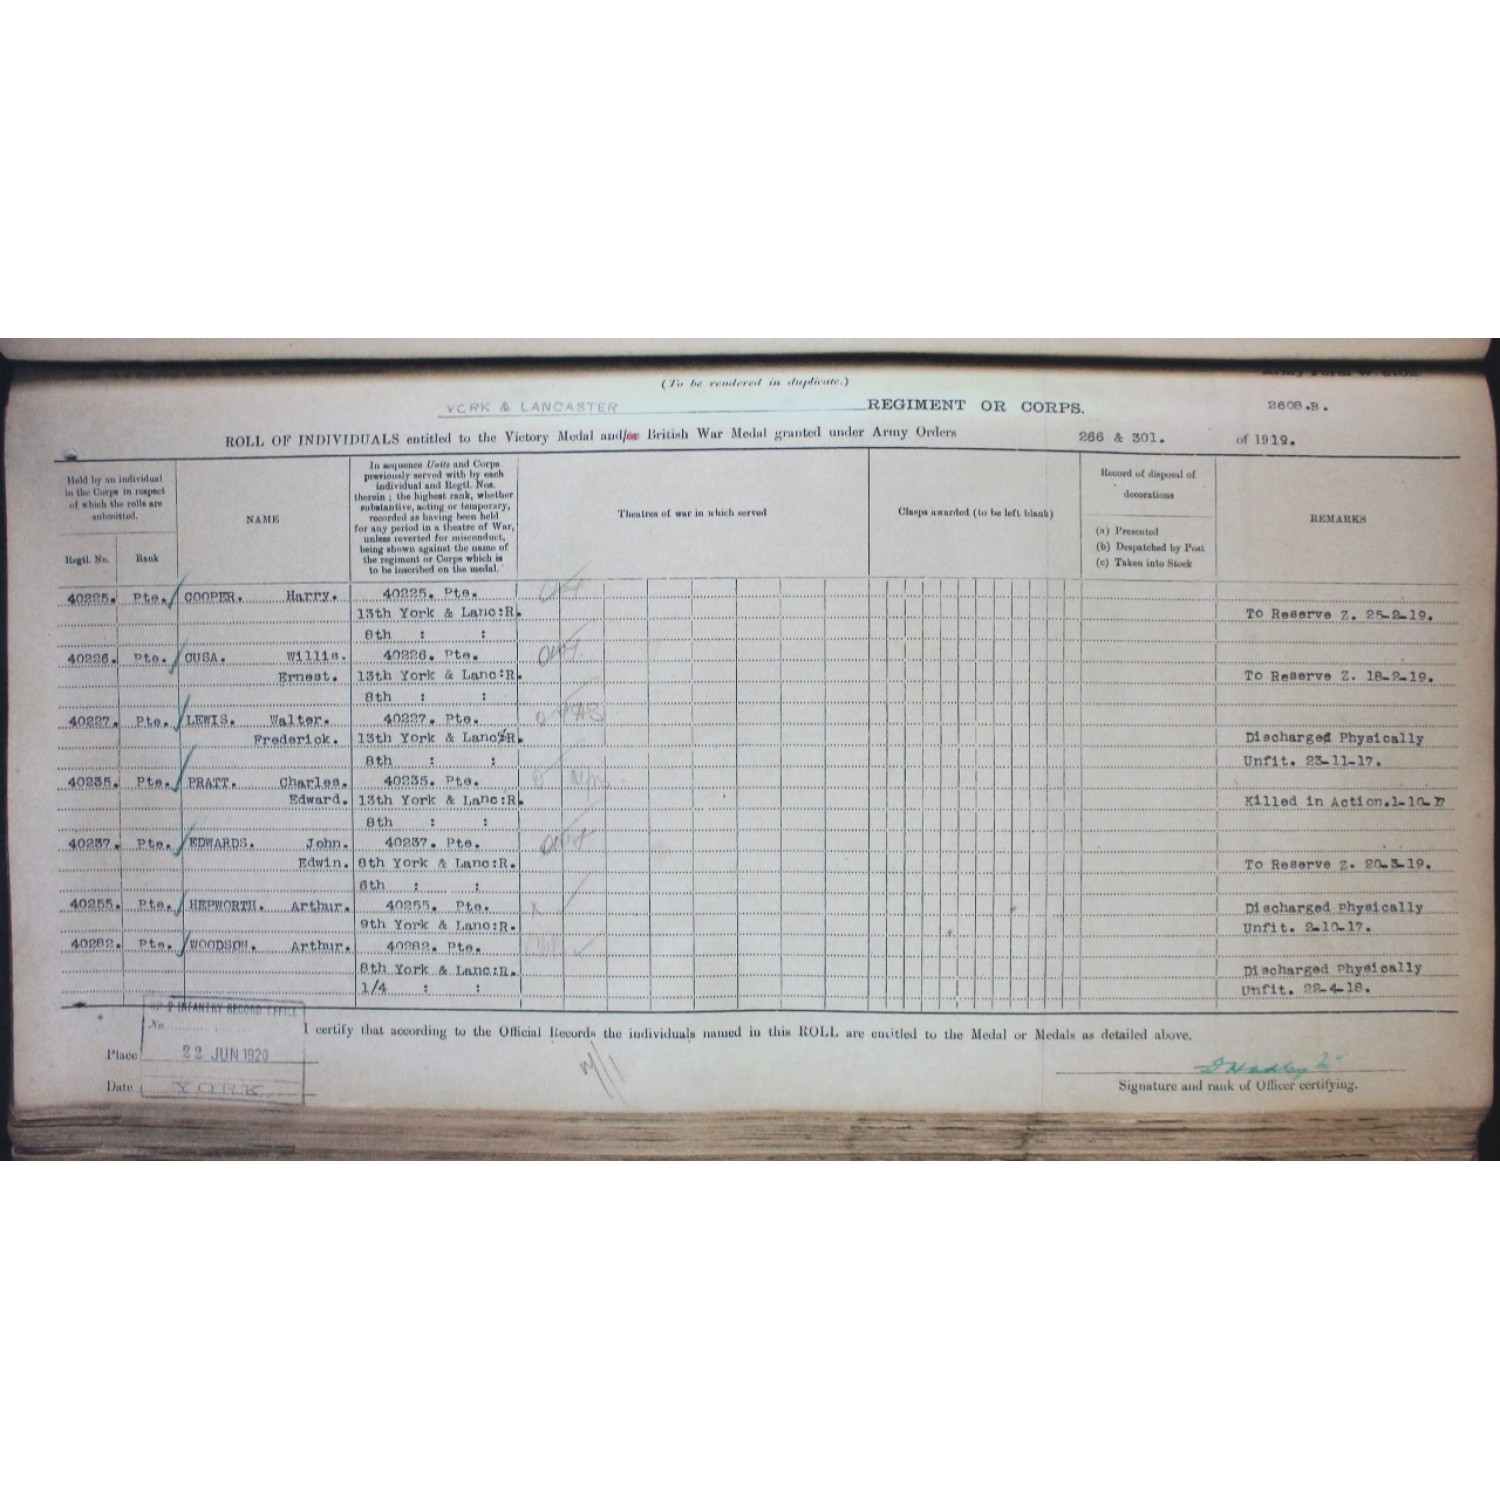 (To be rendered in duplicate.)
YORK & LANCASTER REGIMENT OR CORPS. 2608.B.
ROLL OF INDIVIDUALS entitled to the Victory Medal and/or British War Medal granted under Army Orders 266 & 301. of 1919.
Held by an individual
in the Corps in respect
of which the rolls are
submitted.
Regtl. No. Rank
NAME
In sequence Units and Corps
previously served with by each
individual and Regtl. Nos.
therein; the highest rank, whether
substantive, acting or temporary,
recorded as having been held
for any period in a theatre of War,
unless reverted for misconduct,
being shown against the name of
the regiment or Corps which is
to be inscribed on the medal.
Theatres of war in which served
Clasps awarded (to be left blank)
Record of disposal of
decorations
(a) Presented
(b) Despatched by Post
(c) Taken into Stock
REMARKS
40225. Pte. COOPER. Harry. 40225. Pte.
13th York & Lanc:R. To Reserve Z. 25-2-19.
8th : :
40226. Pte. CUSA. Willis. 40226. Pte.
Ernest. 13th York & Lanc:R. To Reserve Z. 18-2-19.
8th : :
40227. Pte. LEWIS. Walter. 40227. Pte.
Frederick. 13th York & Lanc:R. Discharged Physically
8th : : Unfit. 23-11-17.
40235. Pte. PRATT. Charles. 40235. Pte.
Edward. 13th York & Lanc:R. Killed in Action.1-10-17
8th : :
40237. Pte. EDWARDS. John. 40237. Pte.
Edwin. 8th York & Lanc:R. To Reserve Z. 20-3-19.
6th : :
40255. Pte. HEPWORTH. Arthur. 40255. Pte. Discharged Physically
9th York & Lanc:R. Unfit. 2-10-17.
40282. Pte. WOODSON. Arthur. 40282. Pte.
8th York & Lanc:R. Discharged Physically
1/4 : : Unfit. 22-4-18.
I certify that according to the Official Records the individuals named in this ROLL are entitled to the Medal or Medals as detailed above.
2 INFANTRY RECORD OFFICE
No.
Place 22 JUN 1920
Date YORK
Signature and rank of Officer certifying.